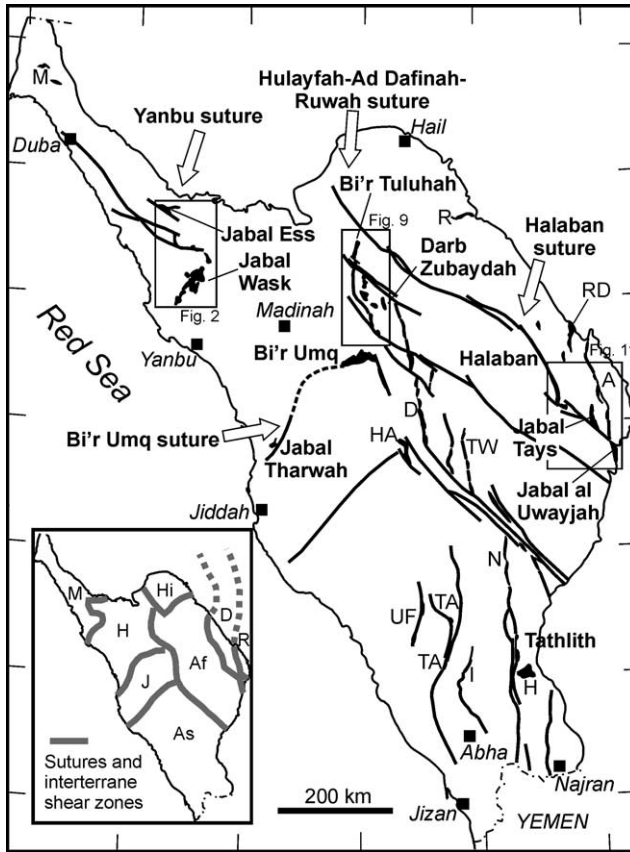 M
Hulayfah-Ad Dafinah-
Ruwah suture
Yanbu suture
Hail
Duba
Bi'r Tuluhah
R
Fig. 9
Halaban
suture
Jabal Ess
Darb
Zubaydah
Jabal
Wask
RD
Fig. 2
Madinah
Red Sea
Yanbu
Bi'r Umq
Halaban
Fig. 11
A
D
Jabal
Tays
Bi'r Umq suture
HA
TW
Jabal
Tharwah
Jabal al
Uwayjah
Jiddah
N
M
Hi
D
H
UF
TA
R
Af
Tathlith
J
TA
I
H
As
Sutures and
interterrane
shear zones
Abha
200 km
Najran
Jizan
YEMEN